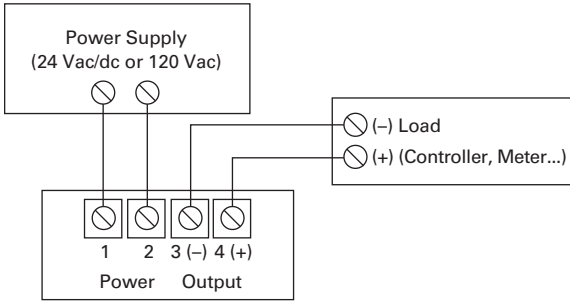 Power Supply
(24 Vac/dc or 120 Vac)
(–) Load
(+) (Controller, Meter...)
1 2 3 (–) 4 (+)
Power Output